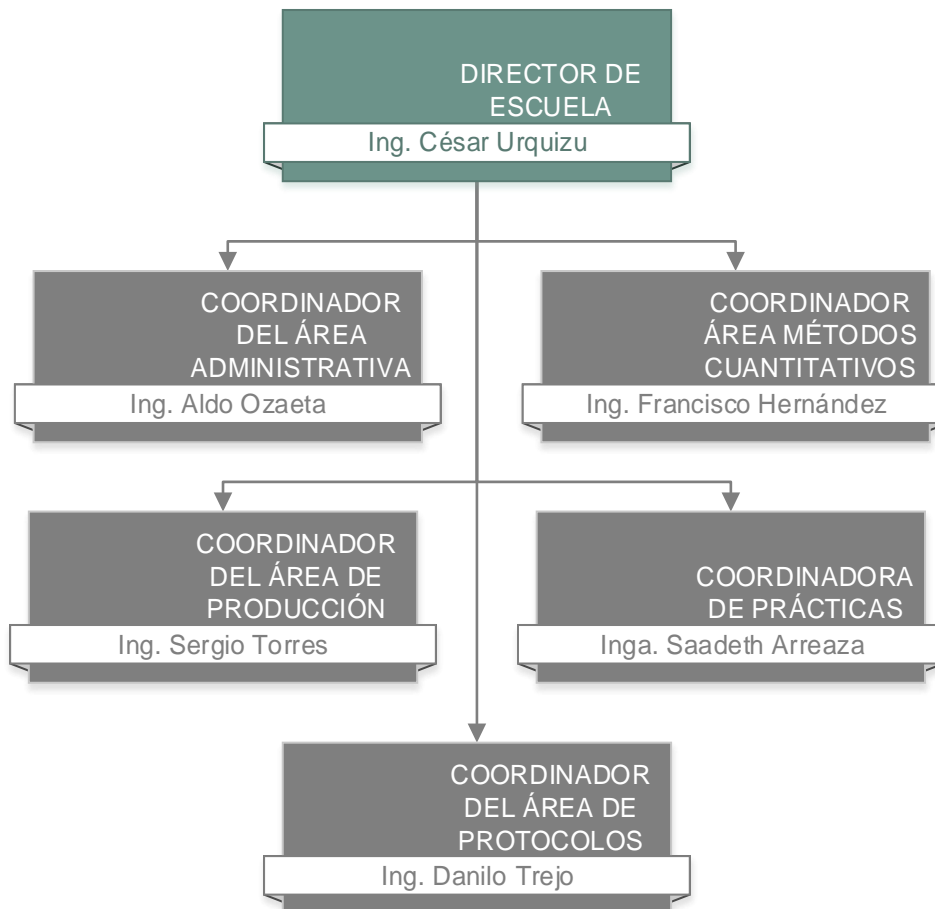 DIRECTOR DE
ESCUELA
Ing. César Urquizu
COORDINADOR
DEL ÁREA
ADMINISTRATIVA
Ing. Aldo Ozaeta
COORDINADOR
ÁREA MÉTODOS
CUANTITATIVOS
Ing. Francisco Hernández
COORDINADOR
DEL ÁREA DE
PRODUCCIÓN
Ing. Sergio Torres
COORDINADORA
DE PRÁCTICAS
Inga. Saadeth Arreaza
COORDINADOR
DEL ÁREA DE
PROTOCOLOS
Ing. Danilo Trejo